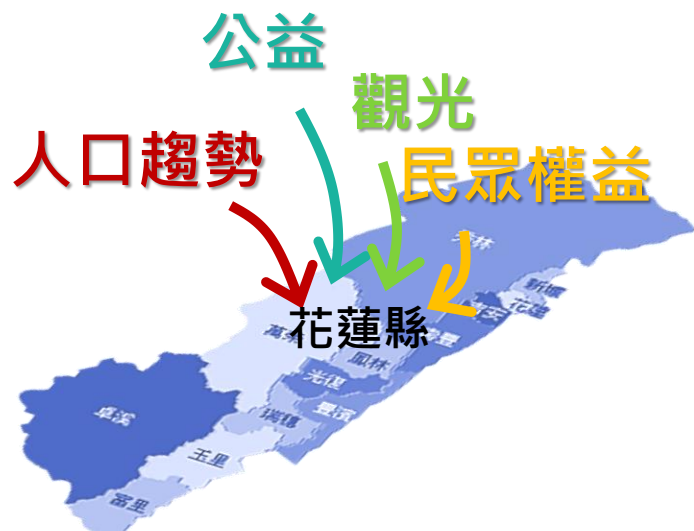 公益
觀光
人口趨勢
民眾權益
秀林
新城
花蓮
吉安
花蓮縣
萬榮
壽豐
鳳林
光復
豐濱
卓溪
瑞穗
玉里
富里